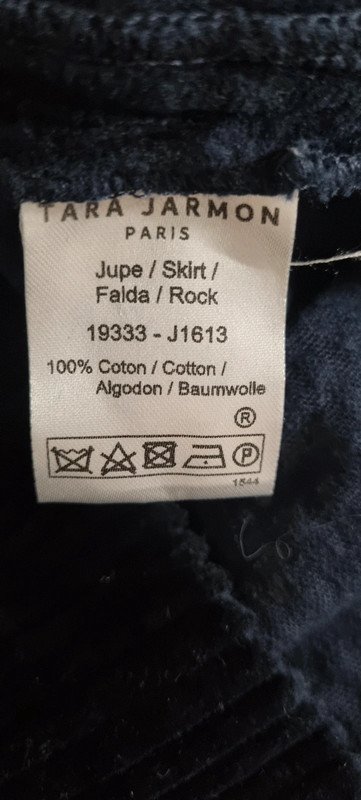 TARA JARMON
PARIS
Jupe / Skirt /
Falda / Rock
19333 - J1613
100% Coton / Cotton /
Algodon / Baumwolle
®
P
1544